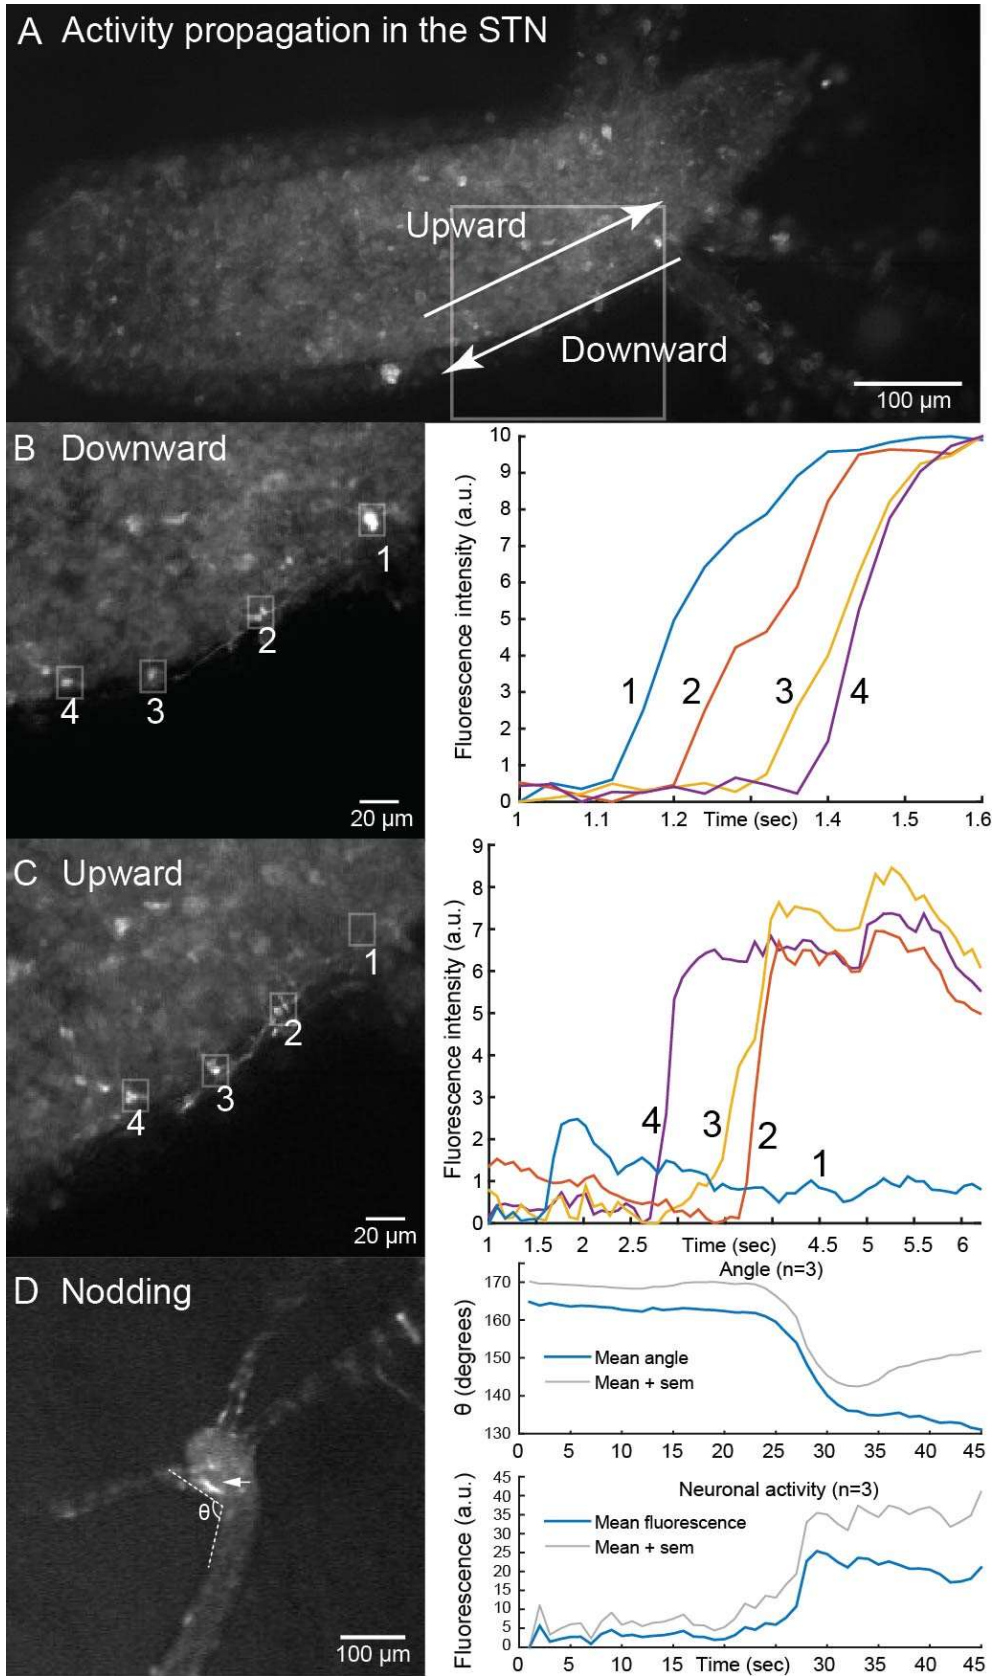 A Activity propagation in the STN
Upward
Downward
100 µm
B Downward
1
2
3
4
20 µm
Fluorescence intensity (a.u.)
10
9
8
7
6
5
4
3
2
1
0
1 2 3 4
1 1.1 1.2 Time (sec) 1.4 1.5 1.6
C Upward
1
2
3
4
20 µm
Fluorescence intensity (a.u.)
9
8
7
6
5
4
3
2
1
0
4 3 2 1
1 1.5 2 2.5 Time (sec) 4.5 5 5.5 6
D Nodding
θ
100 µm
Angle (n=3)
θ (degrees)
170
160
150
140
130
Mean angle
Mean + sem
0 5 10 15 20 25 30 35 40 45
Neuronal activity (n=3)
Fluorescence (a.u.)
45
40
35
30
25
20
15
10
5
0
Mean fluorescence
Mean + sem
0 5 10 15 20 25 30 35 40 45
Time (sec)